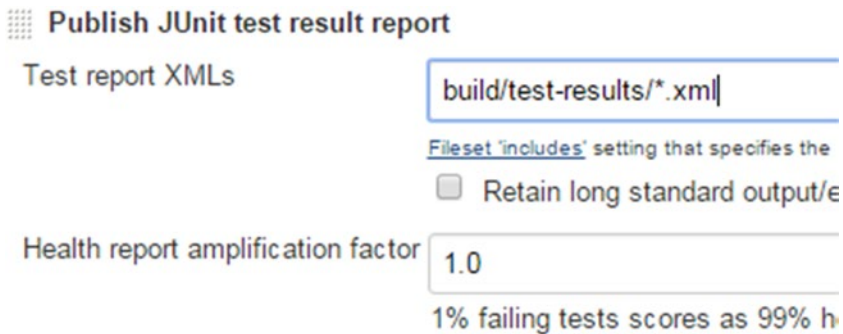 Publish JUnit test result report
Test report XMLs
build/test-results/*.xml
Fileset 'includes' setting that specifies the
Retain long standard output/e
Health report amplification factor
1.0
1% failing tests scores as 99% h